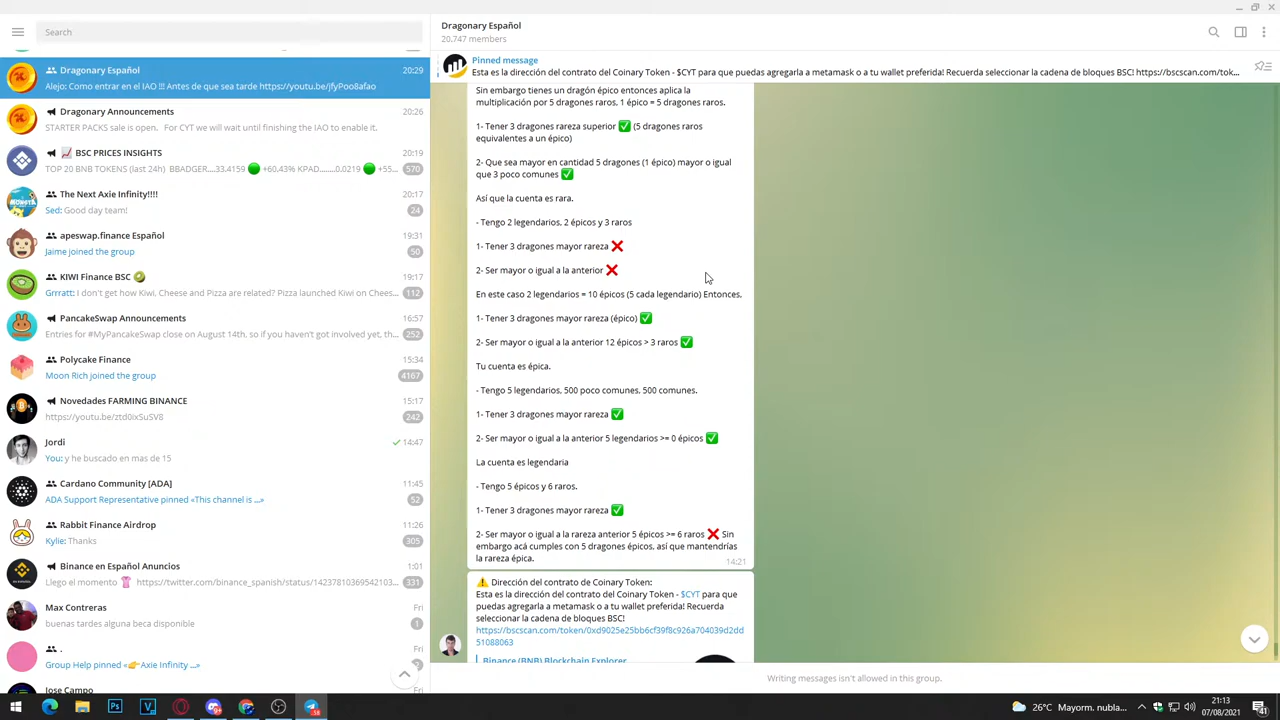 Search
Dragonary Español
20:29
Alejo: Como entrar en el IAO !!! Antes de que sea tarde https://youtu.be/jfyPoo8afao
Dragonary Announcements
20:26
STARTER PACKS sale is open. For CYT we will wait until finishing the IAO to enable it.
BSC PRICES INSIGHTS
20:19
TOP 20 BNB TOKENS (last 24h) BBADGER....33.4159 🟢 +60.43% KPAD........0.0219 🟢 +55...
570
The Next Axie Infinity!!!!
20:17
Sed: Good day team!
24
apeswap.finance Español
19:31
Jaime joined the group
50
KIWI Finance BSC 🥝
19:17
Grrratt: I don't get how Kiwi, Cheese and Pizza are related? Pizza launched Kiwi on Chees...
112
PancakeSwap Announcements
16:57
Entries for #MyPancakeSwap close on August 14th, so if you haven't got involved yet, th...
252
Polycake Finance
15:34
Moon Rich joined the group
4167
Novedades FARMING BINANCE
15:17
https://youtu.be/ztd0ixSuSV8
242
Jordi
14:47
You: y he buscado en mas de 15
Cardano Community [ADA]
11:45
ADA Support Representative pinned «This channel is ...»
52
Rabbit Finance Airdrop
11:26
Kylie: Thanks
305
Binance en Español Anuncios
1:01
Llego el momento 👕 https://twitter.com/binance_spanish/status/14237810369542103...
331
Max Contreras
Fri
buenas tardes alguna beca disponible
1
.
Fri
Group Help pinned «👉Axie Infinity ...»
Jose Campo
Fri
Dragonary Español
20.747 members
Pinned message
Esta es la dirección del contrato del Coinary Token - $CYT para que puedas agregarla a metamask o a tu wallet preferida! Recuerda seleccionar la cadena de bloques BSC! https://bscscan.com/tok...
Sin embargo tienes un dragón épico entonces aplica la
multiplicación por 5 dragones raros, 1 épico = 5 dragones raros.
1- Tener 3 dragones rareza superior ✅ (5 dragones raros
equivalentes a un épico)
2- Que sea mayor en cantidad 5 dragones (1 épico) mayor o igual
que 3 poco comunes ✅
Así que la cuenta es rara.
- Tengo 2 legendarios, 2 épicos y 3 raros
1- Tener 3 dragones mayor rareza ❌
2- Ser mayor o igual a la anterior ❌
En este caso 2 legendarios = 10 épicos (5 cada legendario) Entonces.
1- Tener 3 dragones mayor rareza (épico) ✅
2- Ser mayor o igual a la anterior 12 épicos > 3 raros ✅
Tu cuenta es épica.
- Tengo 5 legendarios, 500 poco comunes, 500 comunes.
1- Tener 3 dragones mayor rareza ✅
2- Ser mayor o igual a la anterior 5 legendarios >= 0 épicos ✅
La cuenta es legendaria
- Tengo 5 épicos y 6 raros.
1- Tener 3 dragones mayor rareza ✅
2- Ser mayor o igual a la rareza anterior 5 épicos >= 6 raros ❌ Sin
embargo acá cumples con 5 dragones épicos, así que mantendrías
la rareza épica.
14:21
⚠️ Dirección del contrato de Coinary Token:
Esta es la dirección del contrato del Coinary Token - $CYT para que
puedas agregarla a metamask o a tu wallet preferida! Recuerda
seleccionar la cadena de bloques BSC!
https://bscscan.com/token/0xd9025e25bb6cf39f8c926a704039d2dd
51088063
Binance (BNB) Blockchain Explorer
Writing messages isn't allowed in this group.
26°C Mayorm. nubla...
21:13
07/08/2021